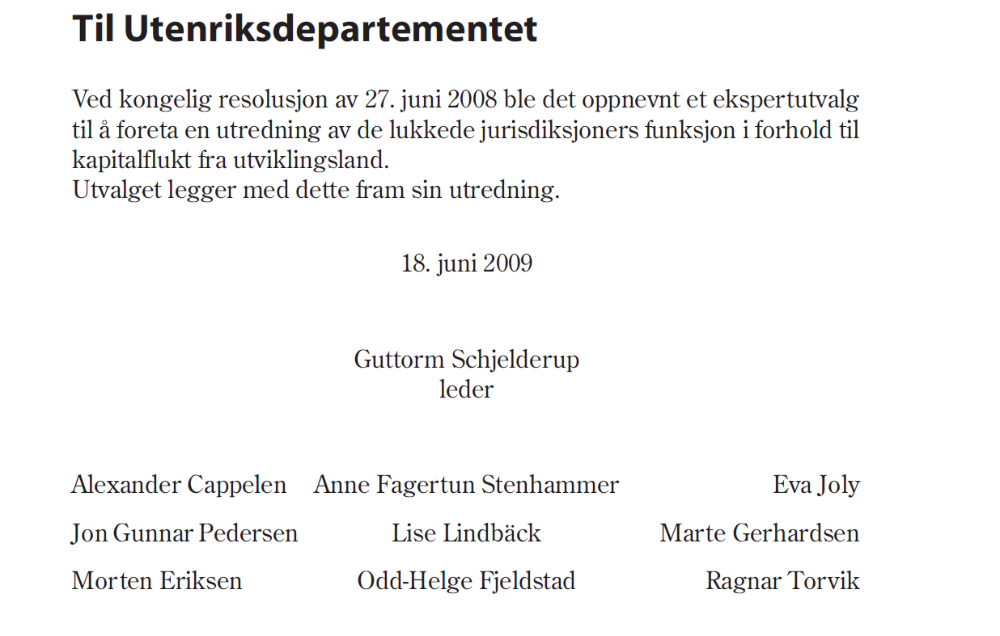 Til Utenriksdepartementet
Ved kongelig resolusjon av 27. juni 2008 ble det oppnevnt et ekspertutvalg
til å foreta en utredning av de lukkede jurisdiksjoners funksjon i forhold til
kapitalflukt fra utviklingsland.
Utvalget legger med dette fram sin utredning.
18. juni 2009
Guttorm Schjelderup
leder
Alexander Cappelen Anne Fagertun Stenhammer Eva Joly
Jon Gunnar Pedersen Lise Lindbäck Marte Gerhardsen
Morten Eriksen Odd-Helge Fjeldstad Ragnar Torvik